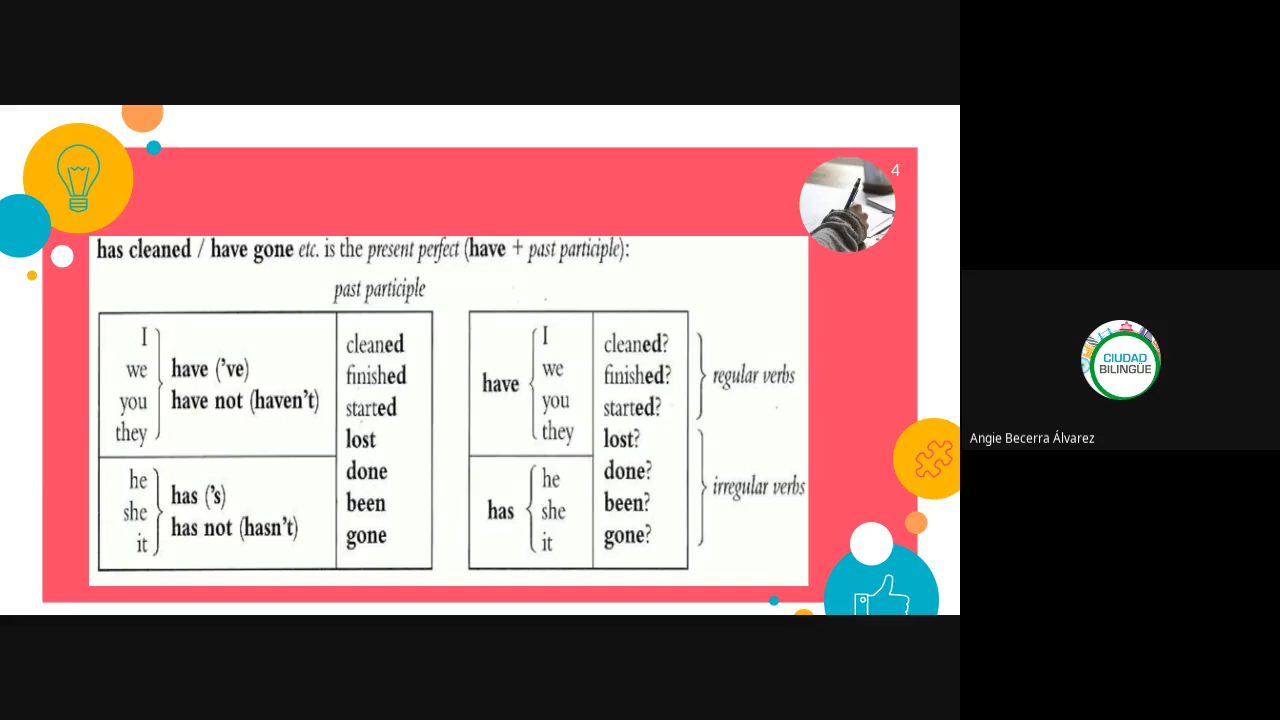 4
has cleaned / have gone etc. is the present perfect (have + past participle):
past participle
I
we
you
they
have ('ve)
have not (haven't)
he
she
it
has ('s)
has not (hasn't)
cleaned
finished
started
lost
done
been
gone
have
I
we
you
they
has
he
she
it
cleaned?
finished?
started?
lost?
done?
been?
gone?
regular verbs
irregular verbs
CIUDAD
BILINGÜE
Angie Becerra Álvarez